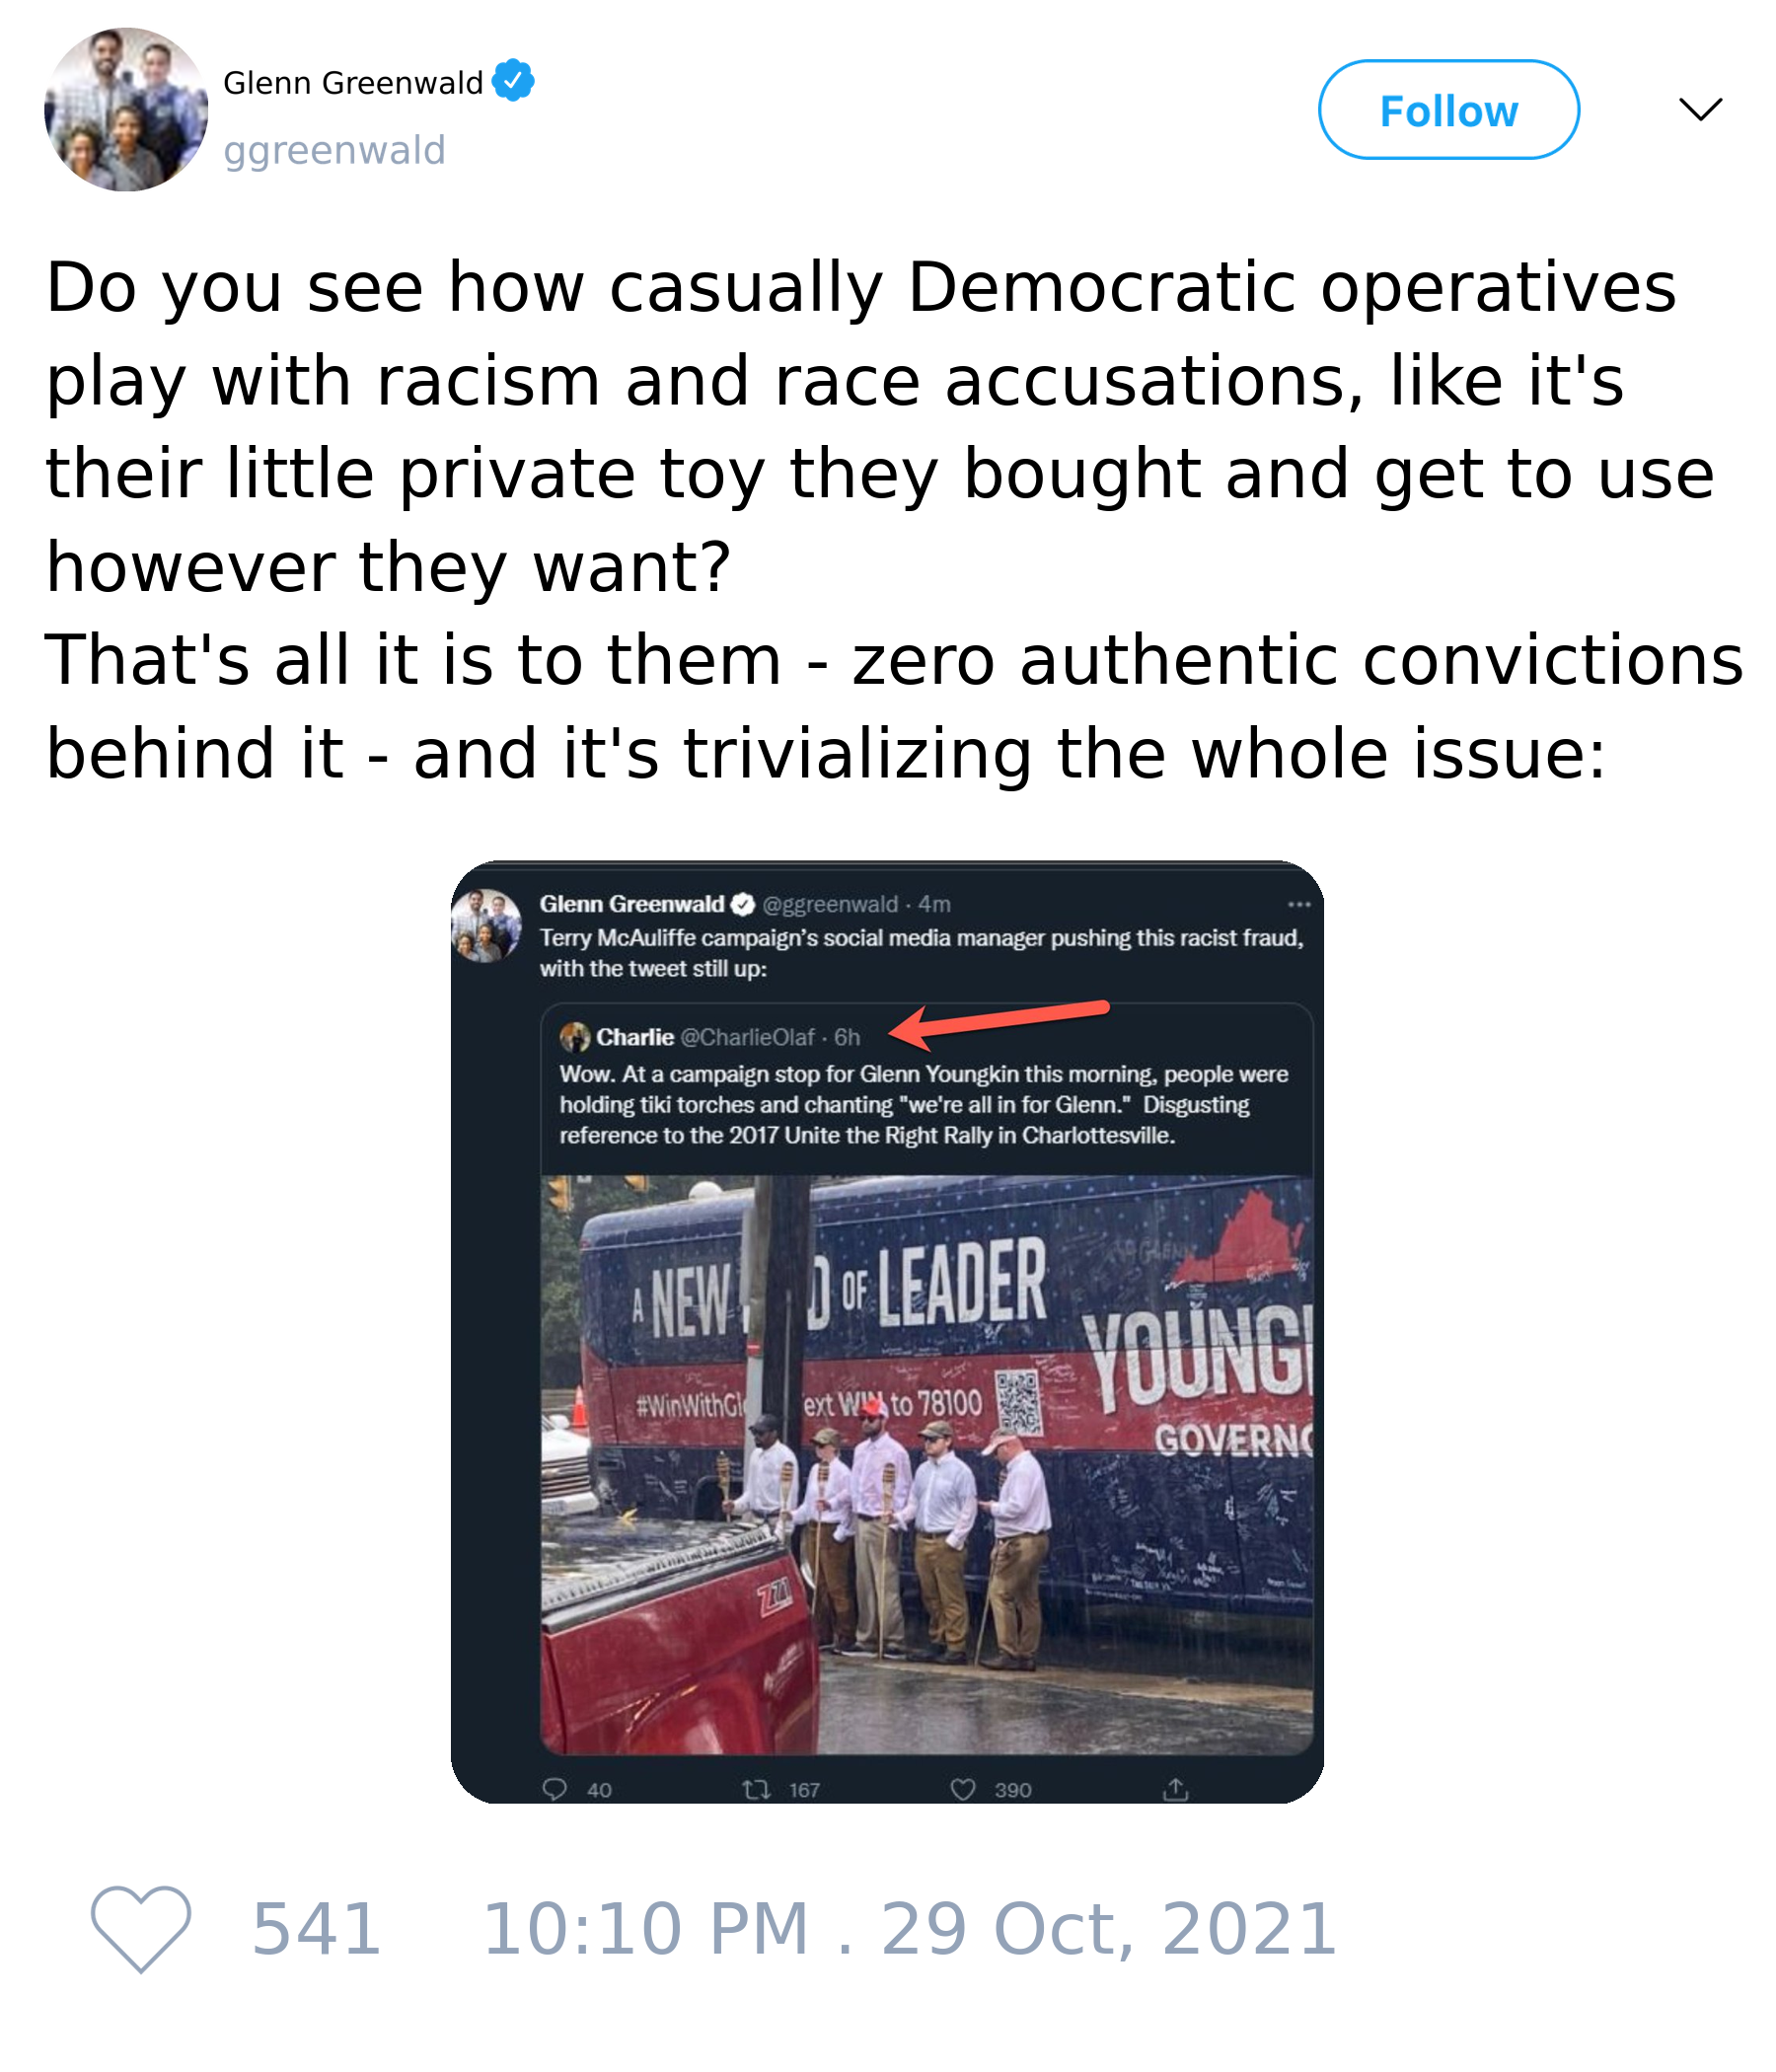 Glenn Greenwald
ggreenwald
Follow
Do you see how casually Democratic operatives
play with racism and race accusations, like it's
their little private toy they bought and get to use
however they want?
That's all it is to them - zero authentic convictions
behind it - and it's trivializing the whole issue:
Glenn Greenwald @ggreenwald · 4m
Terry McAuliffe campaign’s social media manager pushing this racist fraud,
with the tweet still up:
Charlie @CharlieOlaf · 6h
Wow. At a campaign stop for Glenn Youngkin this morning, people were
holding tiki torches and chanting "we're all in for Glenn." Disgusting
reference to the 2017 Unite the Right Rally in Charlottesville.
A NEW D OF LEADER
YOUNG
#WinWithGl ext WIN to 78100
GOVERN
Z71
40 167 390
541 10:10 PM . 29 Oct, 2021